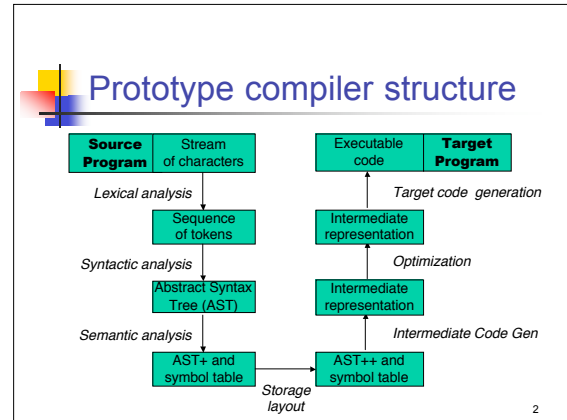 Prototype compiler structure
Source
Program
Stream
of characters
Executable
code
Target
Program
Lexical analysis
Target code generation
Sequence
of tokens
Intermediate
representation
Syntactic analysis
Optimization
Abstract Syntax
Tree (AST)
Intermediate
representation
Semantic analysis
Intermediate Code Gen
AST+ and
symbol table
AST++ and
symbol table
Storage
layout
2